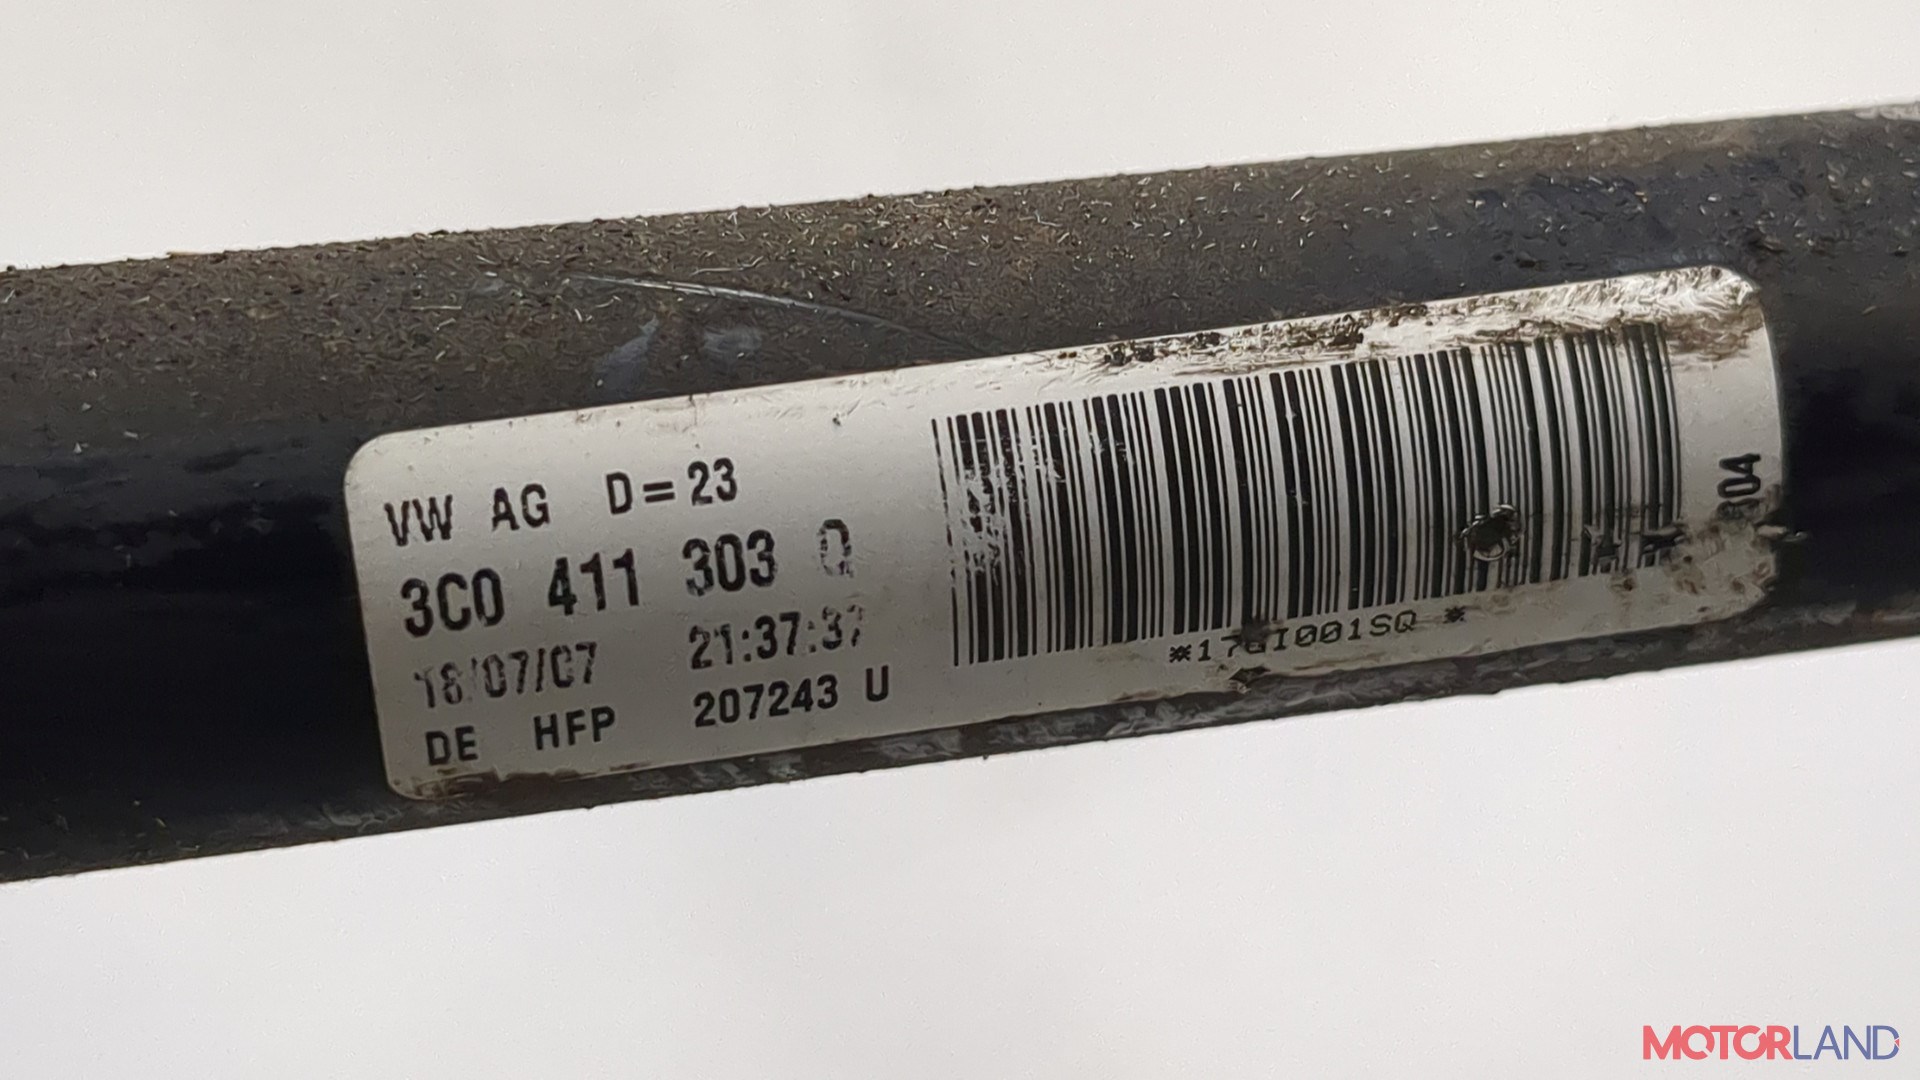 VW AG D=23
3C0 411 303 Q
18/07/07 21:37:37
DE HFP 207243 U
MOTORLAND